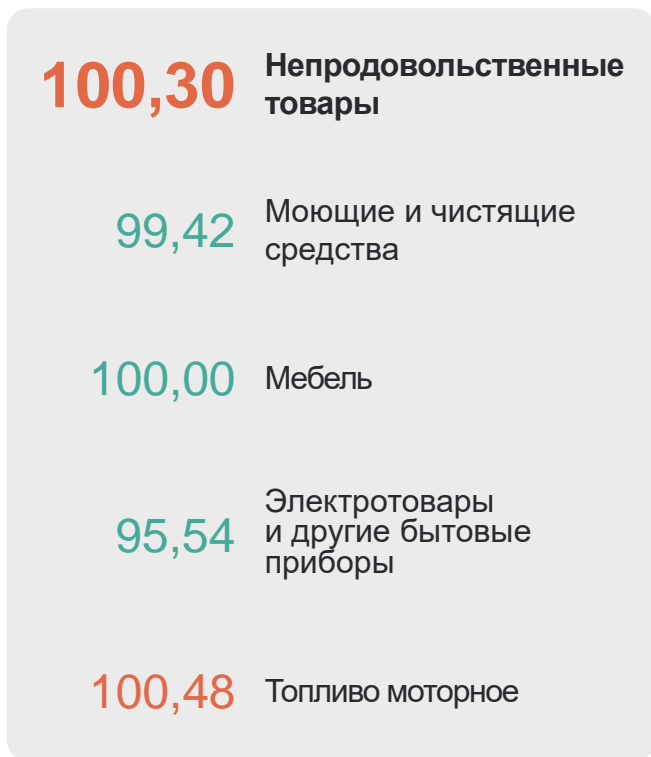 100,30 Непродовольственные
товары
99,42 Моющие и чистящие
средства
100,00 Мебель
95,54 Электротовары
и другие бытовые
приборы
100,48 Топливо моторное